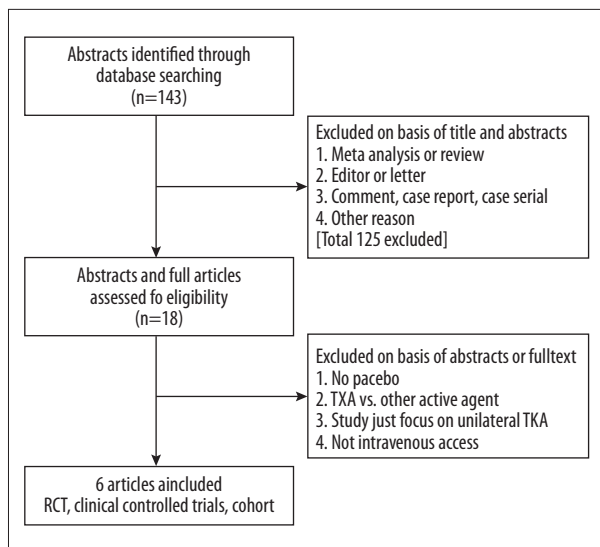 Abstracts identified through
database searching
(n=143)
Excluded on basis of title and abstracts
1. Meta analysis or review
2. Editor or letter
3. Comment, case report, case serial
4. Other reason
[Total 125 excluded]
Abstracts and full articles
assessed fo eligibility
(n=18)
Excluded on basis of abstracts or fulltext
1. No pacebo
2. TXA vs. other active agent
3. Study just focus on unilateral TKA
4. Not intravenous access
6 articles aincluded
RCT, clinical controlled trials, cohort